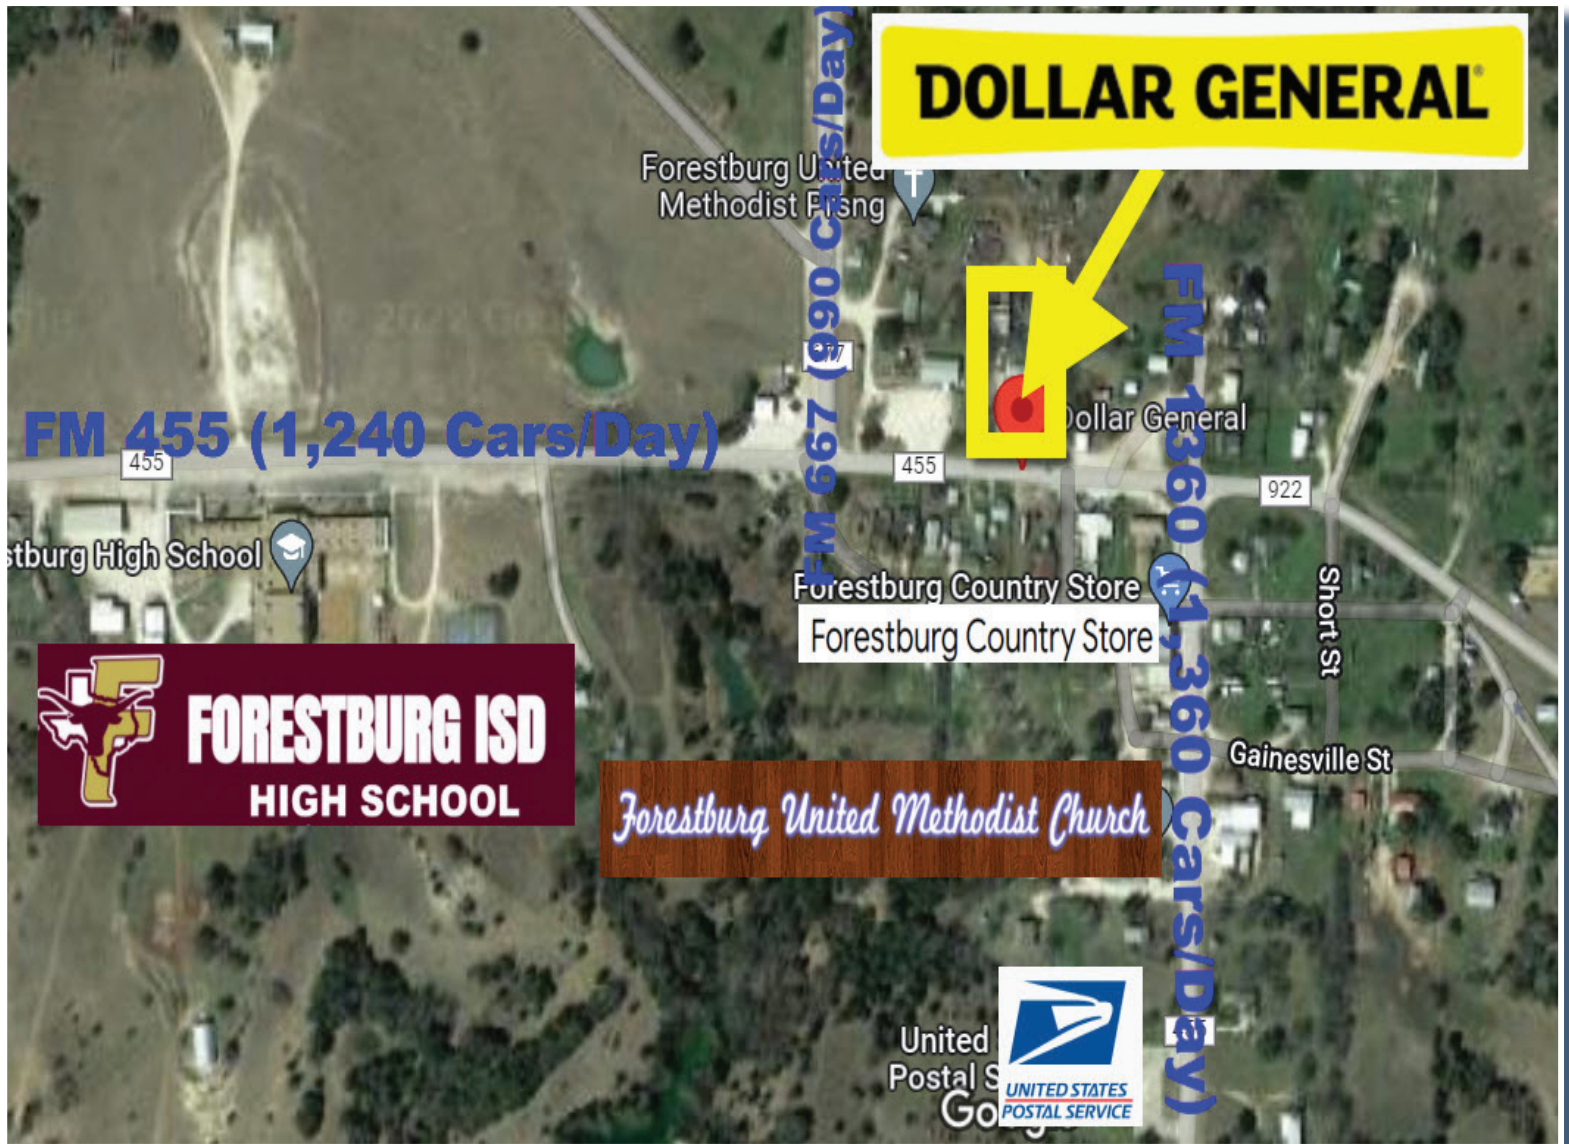 DOLLAR GENERAL®
Forestburg United
Methodist Prsng
FM 667 (990 Cars/Day)
FM 455 (1,240 Cars/Day)
455
455
Dollar General
FM 1360 (1,360 Cars/Day)
922
stburg High School
Forestburg Country Store
Forestburg Country Store
Short St
FORESTBURG ISD
HIGH SCHOOL
Gainesville St
Forestburg United Methodist Church
United
Postal S
UNITED STATES
POSTAL SERVICE